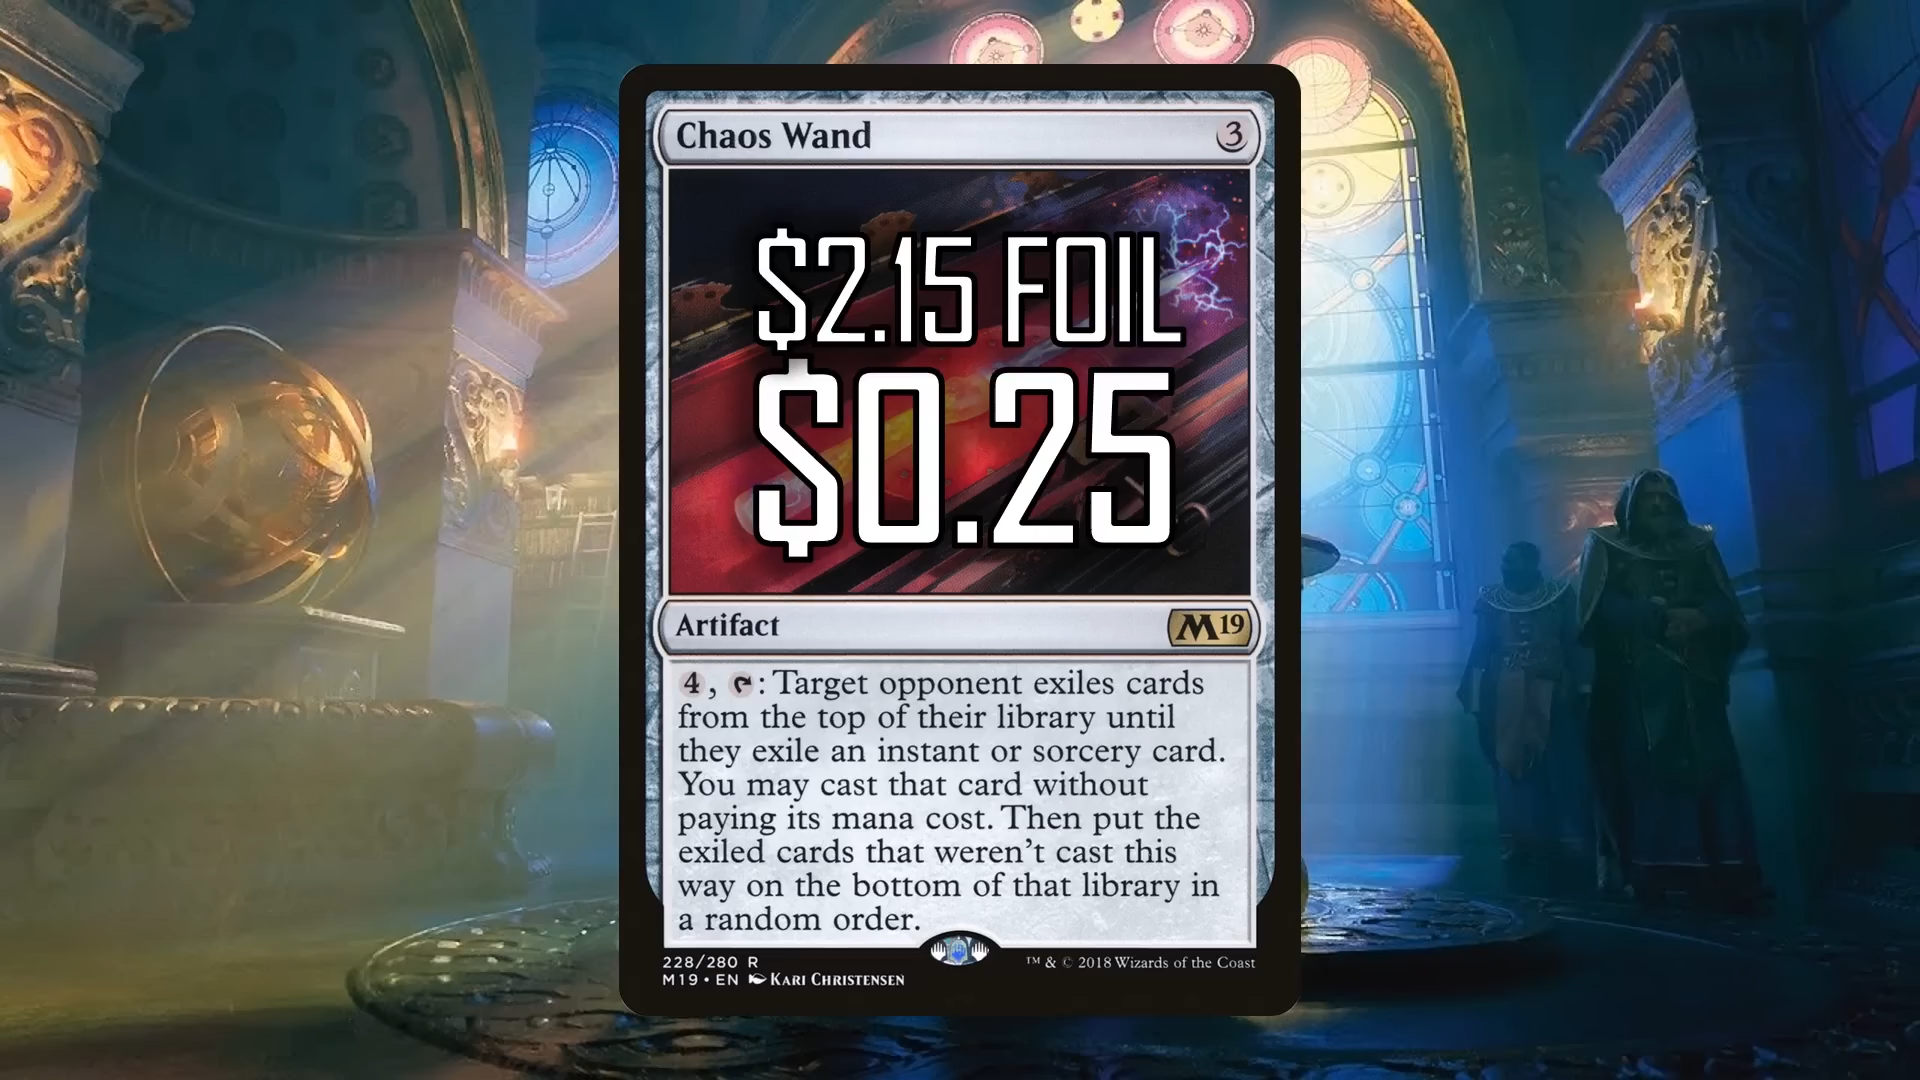 Chaos Wand 3
$2.15 FOIL
$0.25
Artifact M19
4, : Target opponent exiles cards
from the top of their library until
they exile an instant or sorcery card.
You may cast that card without
paying its mana cost. Then put the
exiled cards that weren't cast this
way on the bottom of that library in
a random order.
228/280 R
M19 • EN KARI CHRISTENSEN
™ & © 2018 Wizards of the Coast